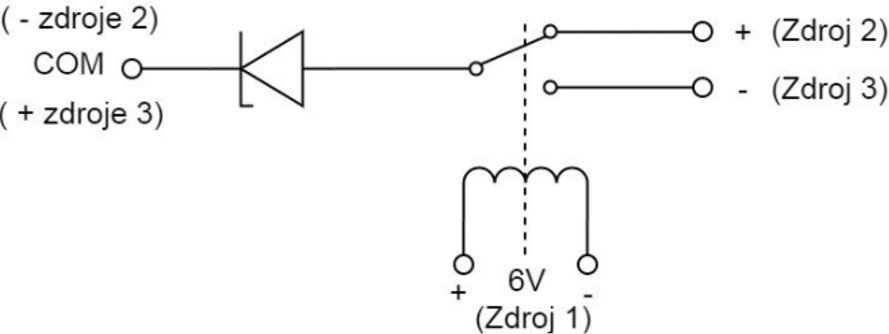 ( - zdroje 2)
COM
( + zdroje 3)
+ (Zdroj 2)
- (Zdroj 3)
+ 6V -
(Zdroj 1)